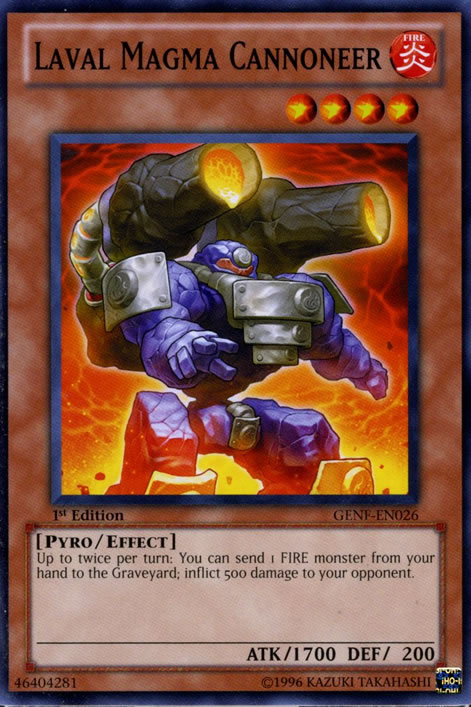 LAVAL MAGMA CANNONEER
FIRE
炎
1st Edition
GENF-EN026
[PYRO/EFFECT]
Up to twice per turn: You can send 1 FIRE monster from your
hand to the Graveyard; inflict 500 damage to your opponent.
ATK/1700 DEF/ 200
46404281
©1996 KAZUKI TAKAHASHI